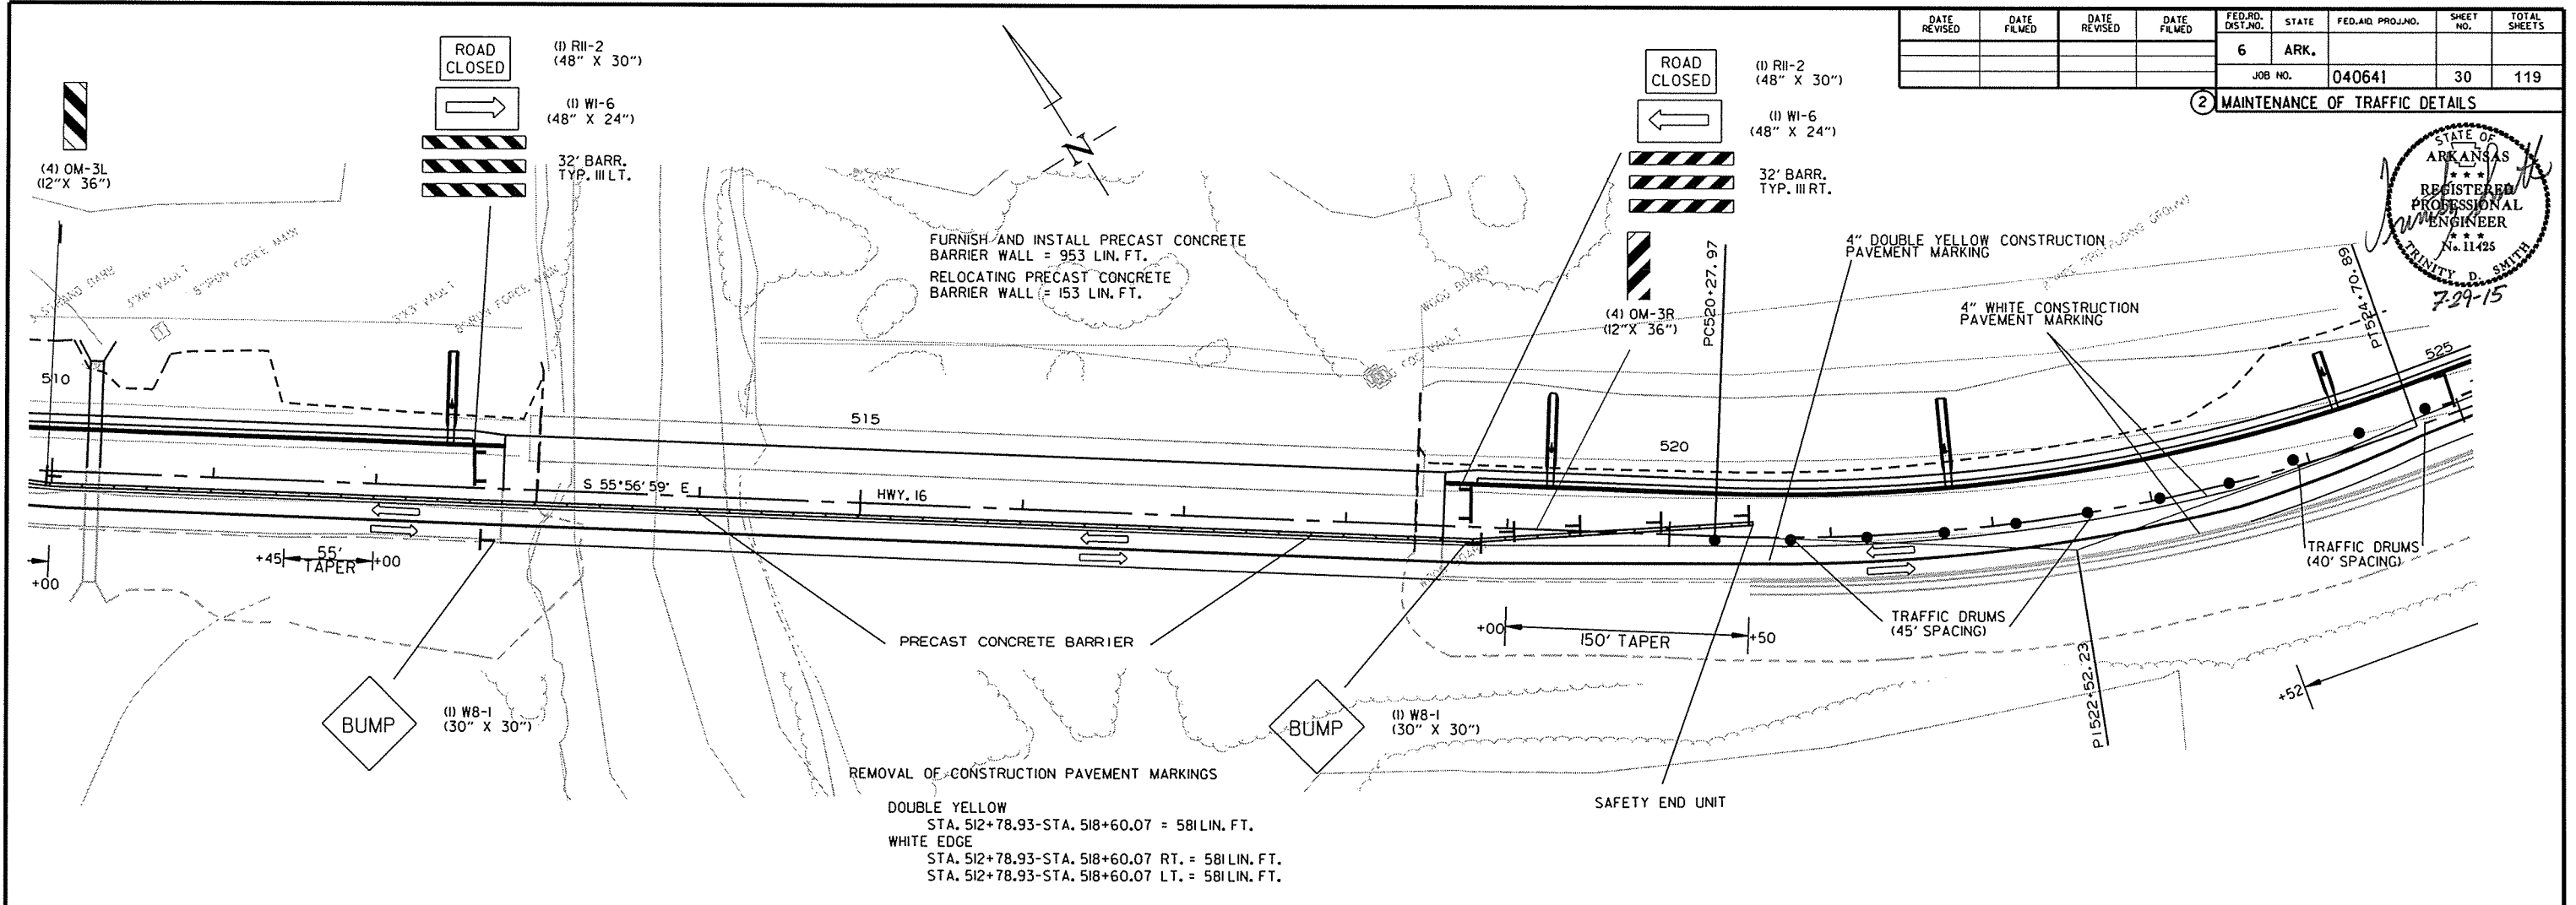 DATE REVISED
DATE FILMED
DATE REVISED
DATE FILMED
FED.RD. DIST.NO.
STATE
FED.AID PROJ.NO.
SHEET NO.
TOTAL SHEETS
6
ARK.
JOB NO.
040641
30
119
2
MAINTENANCE OF TRAFFIC DETAILS
STATE OF
ARKANSAS
REGISTERED
PROFESSIONAL
ENGINEER
No. 11425
TRINITY D. SMITH
7-29-15
(4) OM-3L
(12"X 36")
ROAD
CLOSED
(1) R11-2
(48" X 30")
(1) W1-6
(48" X 24")
32' BARR.
TYP. III LT.
N
ROAD
CLOSED
(1) R11-2
(48" X 30")
(1) W1-6
(48" X 24")
32' BARR.
TYP. III RT.
(4) OM-3R
(12"X 36")
FURNISH AND INSTALL PRECAST CONCRETE
BARRIER WALL = 953 LIN. FT.
RELOCATING PRECAST CONCRETE
BARRIER WALL = 153 LIN. FT.
PC520+27.97
4" DOUBLE YELLOW CONSTRUCTION
PAVEMENT MARKING
4" WHITE CONSTRUCTION
PAVEMENT MARKING
PT524+70.89
5'X6' VAULT
8" IRON FORCE MAIN
5'X3' VAULT
510
515
520
525
S 55°56'59" E
HWY. 16
+00
+45
55'
TAPER
+00
PRECAST CONCRETE BARRIER
+00
150' TAPER
+50
TRAFFIC DRUMS
(45' SPACING)
TRAFFIC DRUMS
(40' SPACING)
PI522+52.23
+52
BUMP
(1) W8-1
(30" X 30")
BUMP
(1) W8-1
(30" X 30")
SAFETY END UNIT
REMOVAL OF CONSTRUCTION PAVEMENT MARKINGS
DOUBLE YELLOW
STA. 512+78.93-STA. 518+60.07 = 581 LIN. FT.
WHITE EDGE
STA. 512+78.93-STA. 518+60.07 RT. = 581 LIN. FT.
STA. 512+78.93-STA. 518+60.07 LT. = 581 LIN. FT.